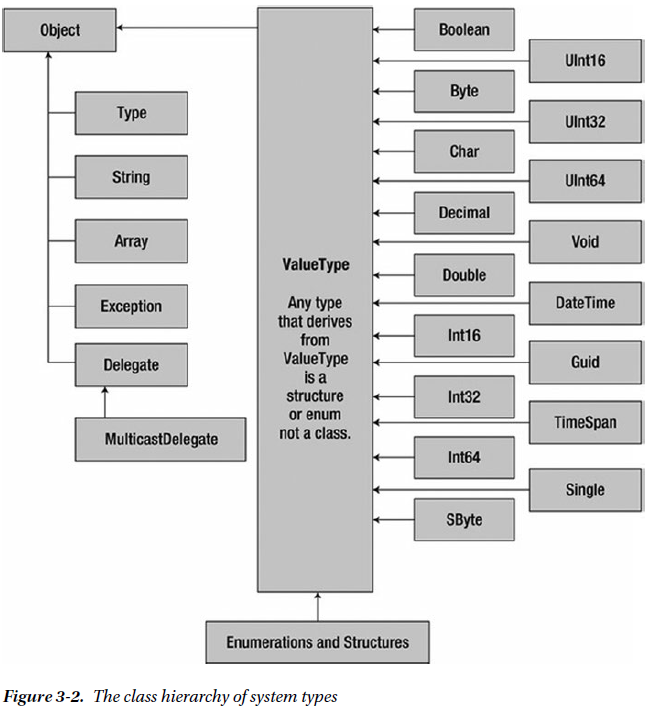 Object
Type
String
Array
Exception
Delegate
MulticastDelegate
ValueType
Any type
that derives
from
ValueType
is a
structure
or enum
not a class.
Boolean
Byte
Char
Decimal
Double
Int16
Int32
Int64
SByte
UInt16
UInt32
UInt64
Void
DateTime
Guid
TimeSpan
Single
Enumerations and Structures
Figure 3-2. The class hierarchy of system types